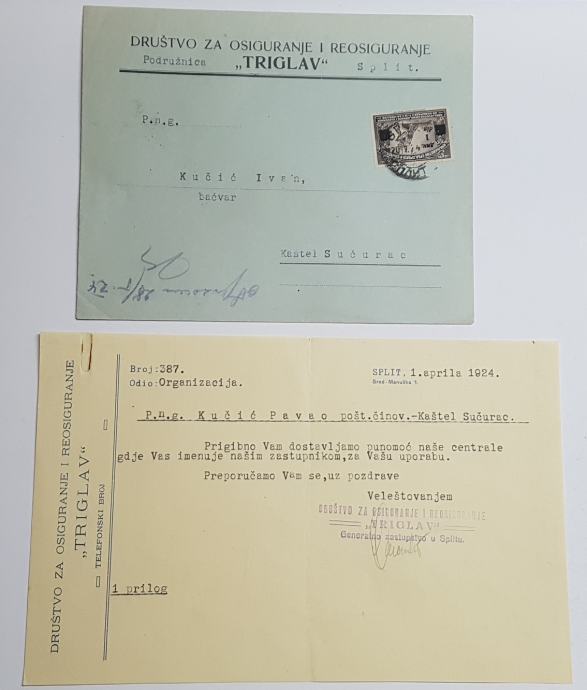 DRUŠTVO ZA OSIGURANJE I REOSIGURANJE
Podružnica „TRIGLAV“ Split.
P.n.g.
Kučić Ivan,
baćvar
Kaštel Sućurac
DRUŠTVO ZA OSIGURANJE I REOSIGURANJE
„TRIGLAV“
TELEFONSKI BROJ
Broj: 387.
Odio: Organizacija.
SPLIT, 1. aprila 1924.
P.n.g. Kučić Pavao pošt.činov.-Kaštel Sućurac.
Prigibno Vam dostavljamo punomoć naše centrale
gdje Vas imenuje našim zastupnikom,za Vašu uporabu.
Preporučamo Vam se,uz pozdrave
Veleštovanjem
DRUŠTVO ZA OSIGURANJE I REOSIGURANJE
„TRIGLAV“
Generalno zastupstvo u Splitu.
1 prilog